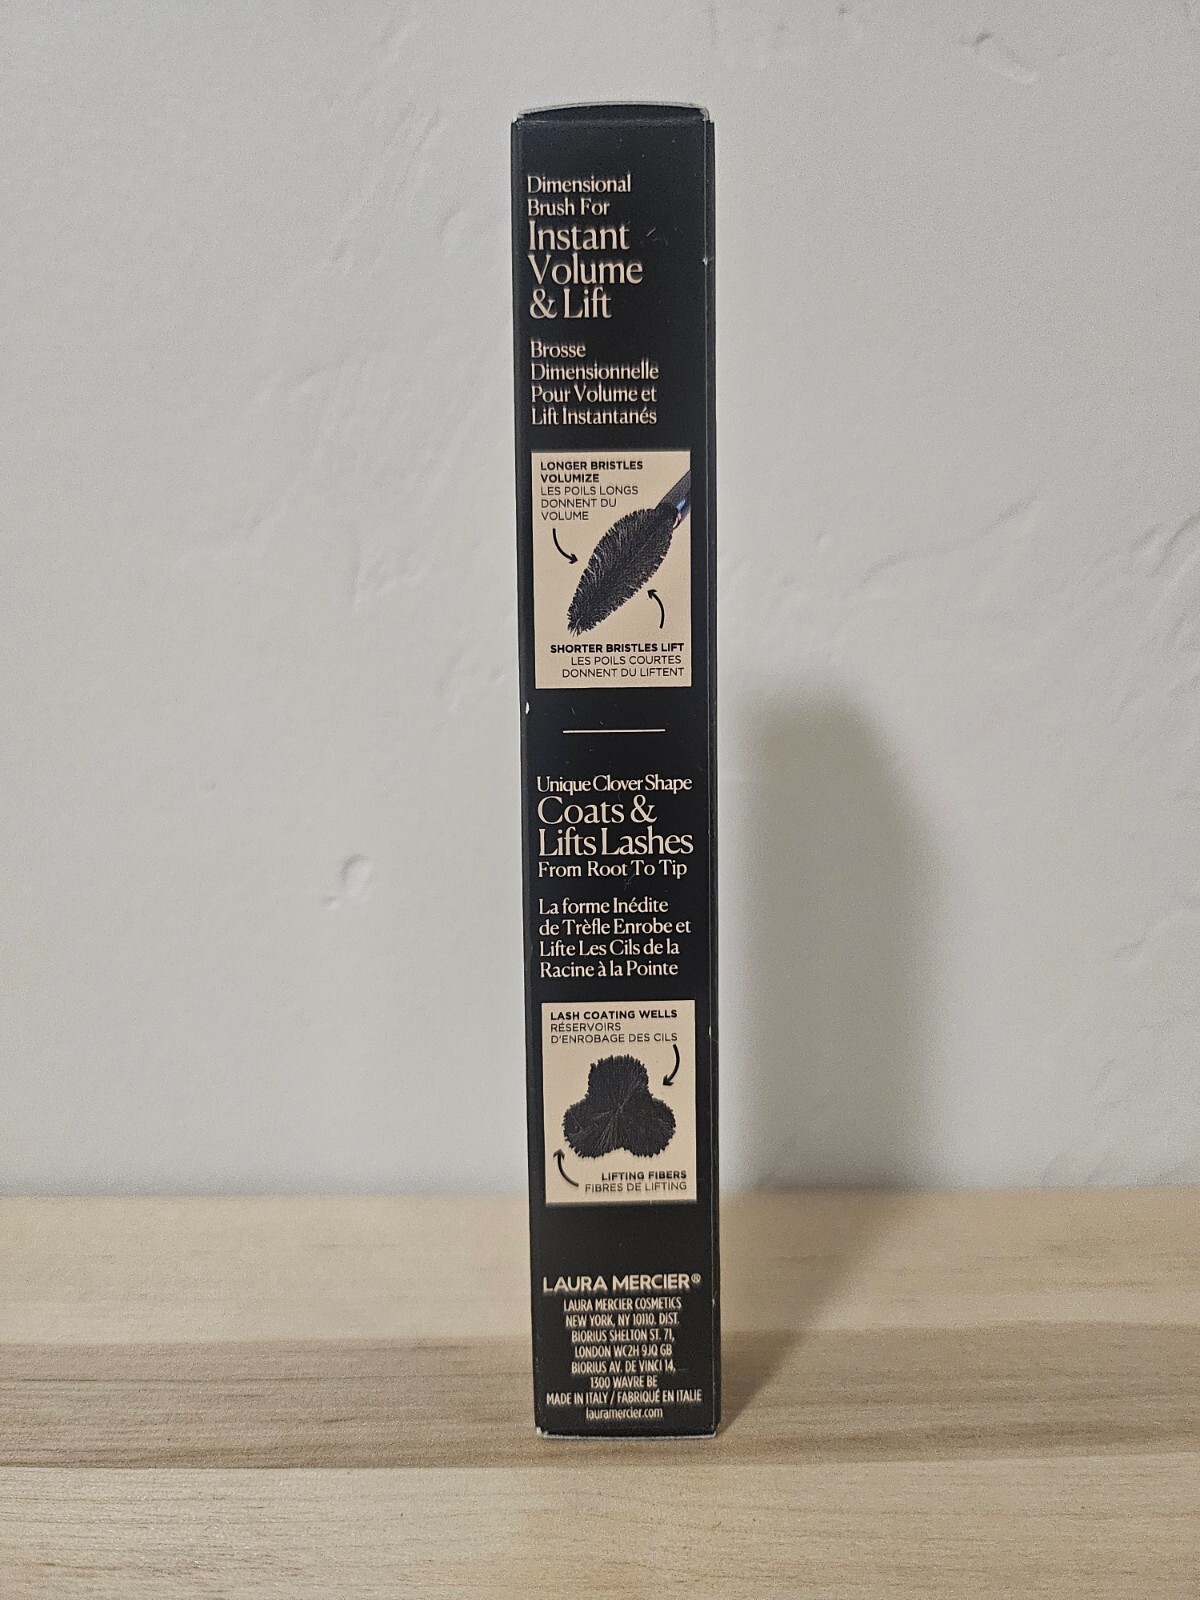 Dimensional
Brush For
Instant
Volume
& Lift
Brosse
Dimensionnelle
Pour Volume et
Lift Instantanés
LONGER BRISTLES
VOLUMIZE
LES POILS LONGS
DONNENT DU
VOLUME
SHORTER BRISTLES LIFT
LES POILS COURTES
DONNENT DU LIFTENT
Unique Clover Shape
Coats &
Lifts Lashes
From Root To Tip
La forme Inédite
de Trèfle Enrobe et
Lifte Les Cils de la
Racine à la Pointe
LASH COATING WELLS
RÉSERVOIRS
D'ENROBAGE DES CILS
LIFTING FIBERS
FIBRES DE LIFTING
LAURA MERCIER®
LAURA MERCIER COSMETICS
NEW YORK, NY 10110. DIST.
BIORIUS SHELTON ST. 71,
LONDON WC2H 9JQ GB
BIORIUS AV. DE VINCI 14,
1300 WAVRE BE
MADE IN ITALY / FABRIQUÉ EN ITALIE
lauramercier.com